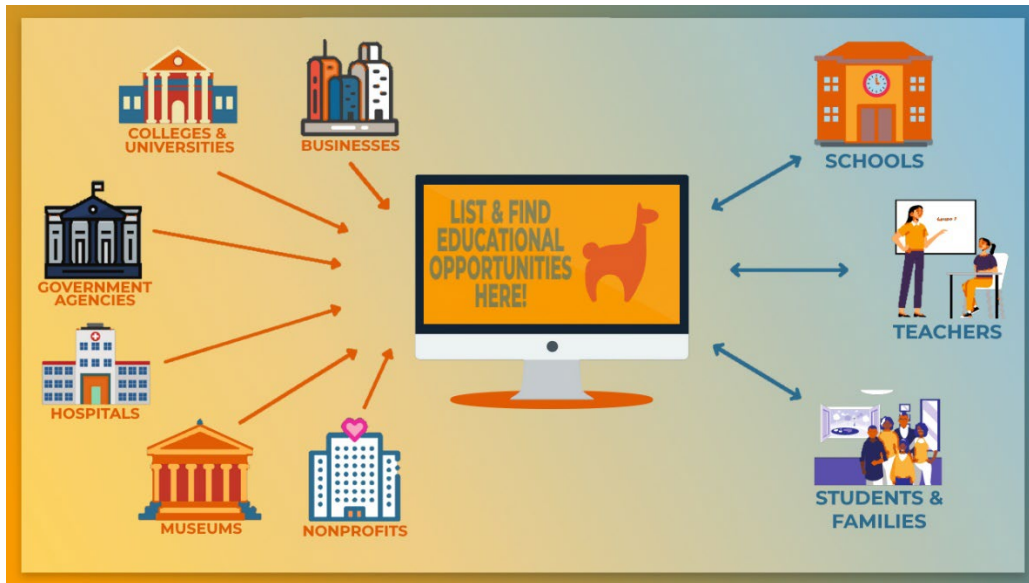 COLLEGES &
UNIVERSITIES
BUSINESSES
GOVERNMENT
AGENCIES
HOSPITALS
MUSEUMS
NONPROFITS
LIST & FIND
EDUCATIONAL
OPPORTUNITIES
HERE!
SCHOOLS
TEACHERS
STUDENTS &
FAMILIES